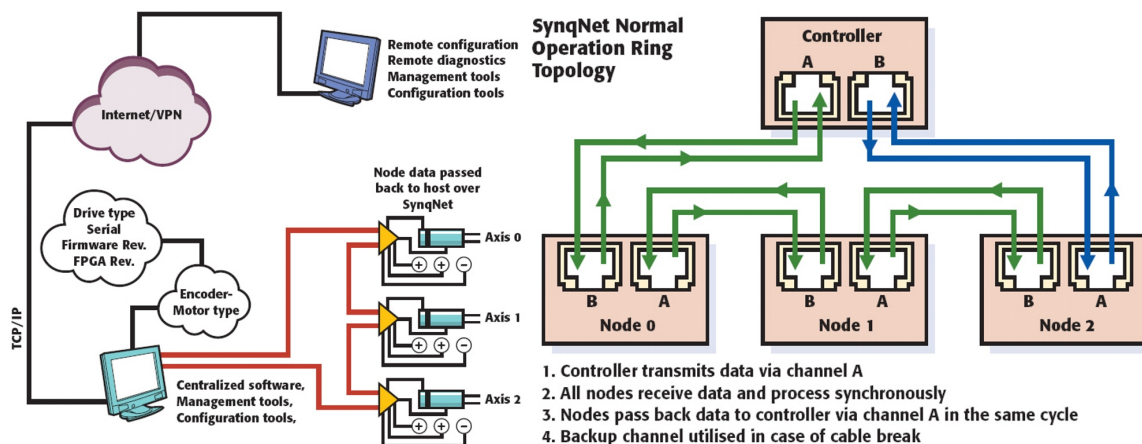 Remote configuration
Remote diagnostics
Management tools
Configuration tools
Internet/VPN
Node data passed
back to host over
SynqNet
Drive type
Serial
Firmware Rev.
FPGA Rev.
Encoder-
Motor type
TCP/IP
Axis 0
+ + −
Axis 1
+ + −
Axis 2
+ + −
Centralized software,
Management tools,
Configuration tools,
SynqNet Normal
Operation Ring
Topology
Controller
A B
B A
Node 0
B A
Node 1
B A
Node 2
1. Controller transmits data via channel A
2. All nodes receive data and process synchronously
3. Nodes pass back data to controller via channel A in the same cycle
4. Backup channel utilised in case of cable break